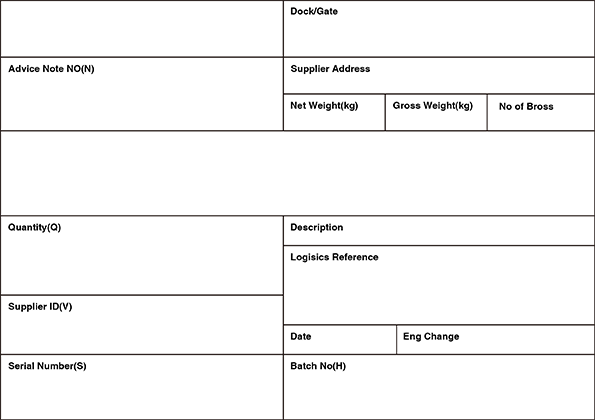 Dock/Gate
Advice Note NO(N)
Supplier Address
Net Weight(kg)
Gross Weight(kg)
No of Bross
Quantity(Q)
Description
Logisics Reference
Supplier ID(V)
Date
Eng Change
Serial Number(S)
Batch No(H)